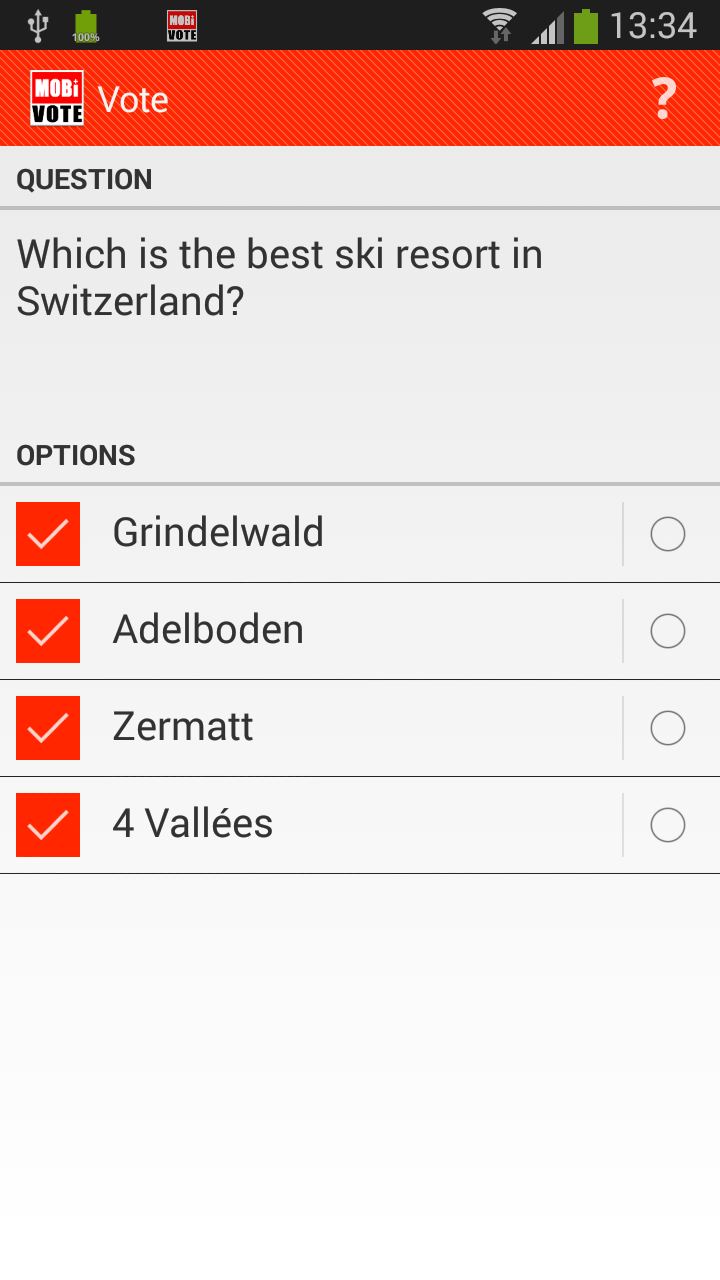 100%
MOBi
VOTE
13:34
MOBi
VOTE
Vote
?
QUESTION
Which is the best ski resort in
Switzerland?
OPTIONS
Grindelwald
Adelboden
Zermatt
4 Vallées